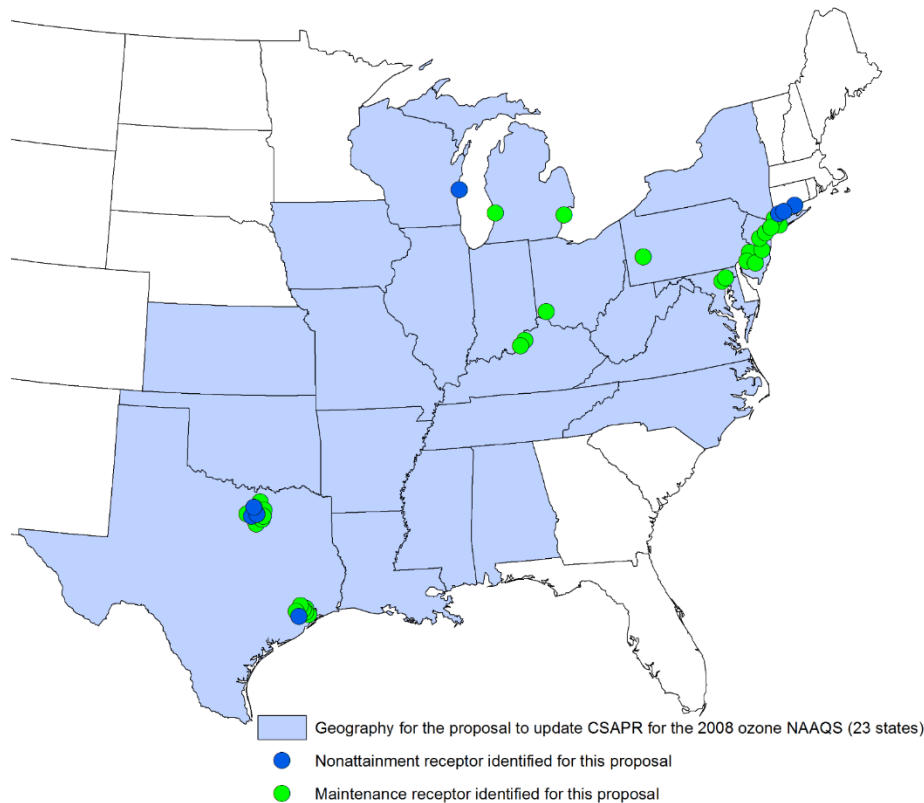 Geography for the proposal to update CSAPR for the 2008 ozone NAAQS (23 states)
Nonattainment receptor identified for this proposal
Maintenance receptor identified for this proposal